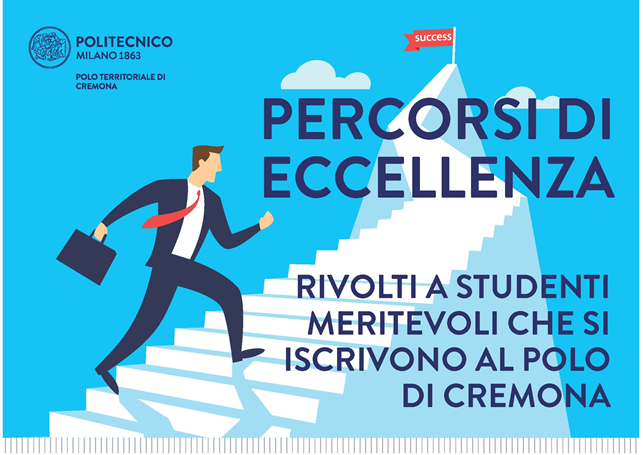 POLITECNICO
MILANO 1863
POLO TERRITORIALE DI
CREMONA
success
PERCORSI DI
ECCELLENZA
RIVOLTI A STUDENTI
MERITEVOLI CHE SI
ISCRIVONO AL POLO
DI CREMONA